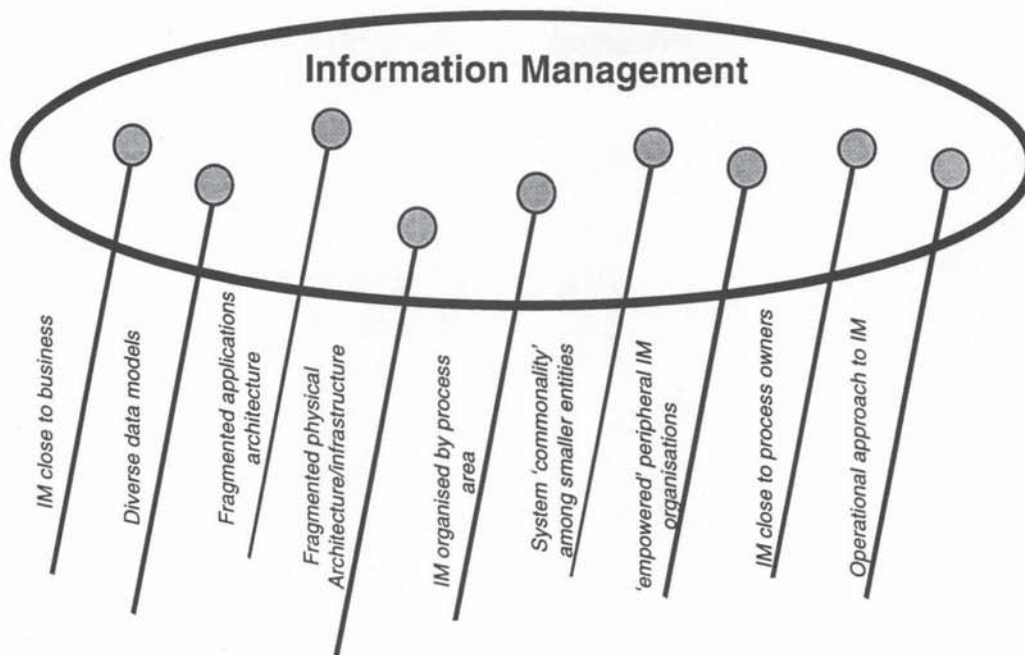 Information Management
IM close to business
Diverse data models
Fragmented applications
architecture
Fragmented physical
Architecture/infrastructure
IM organised by process
area
System ‘commonality’
among smaller entities
‘empowered’ peripheral IM
organisations
IM close to process owners
Operational approach to IM